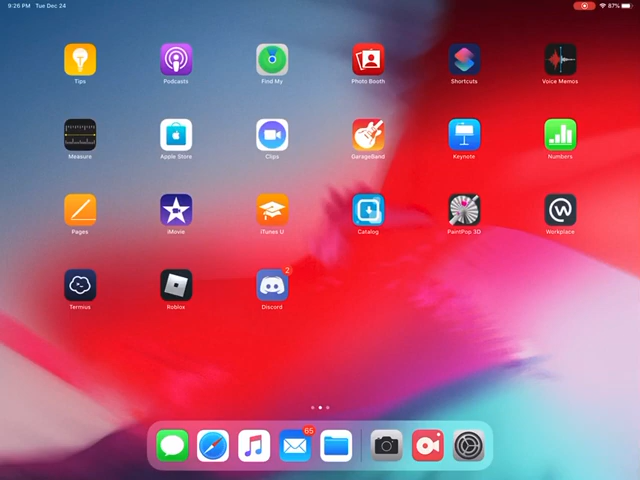 9:26 PM Tue Dec 24 87%
Tips Podcasts Find My Photo Booth Shortcuts Voice Memos
Measure Apple Store Clips GarageBand Keynote Numbers
Pages iMovie iTunes U Catalog PaintPop 3D Workplace
2
Termius Roblox Discord
65